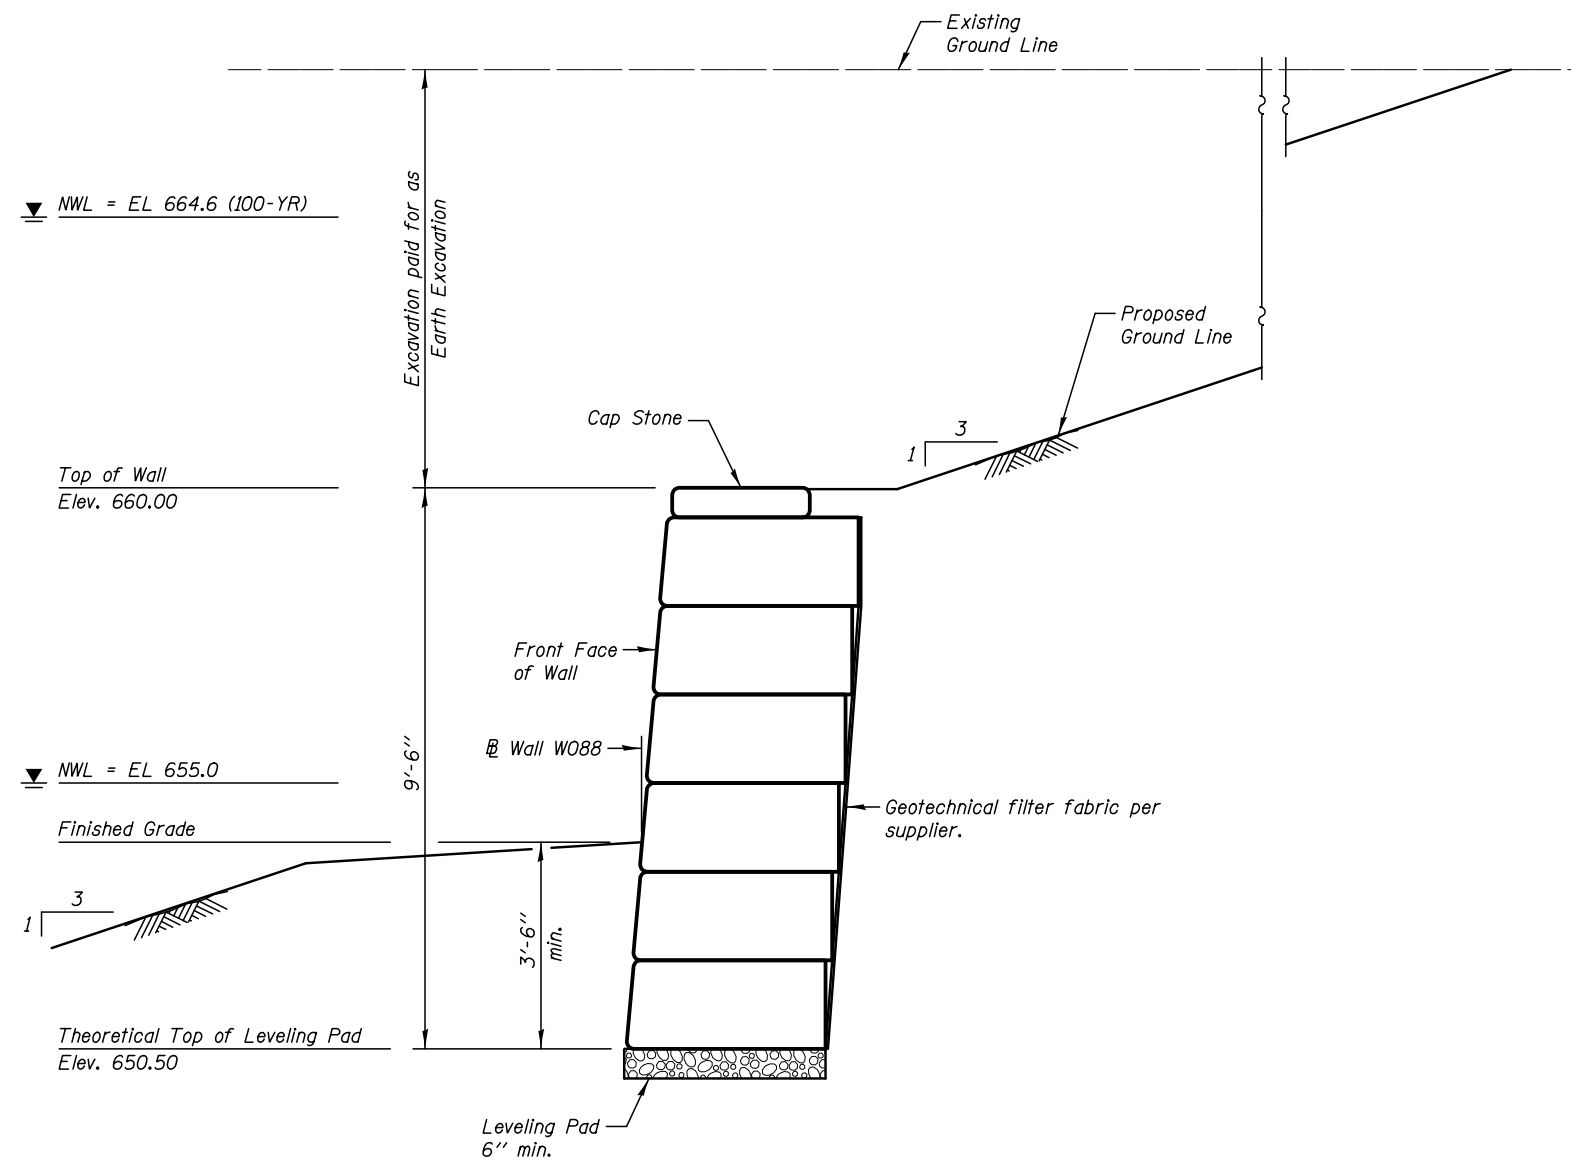 Existing
Ground Line
NWL = EL 664.6 (100-YR)
Excavation paid for as
Earth Excavation
Proposed
Ground Line
Cap Stone
3
1
Top of Wall
Elev. 660.00
Front Face
of Wall
9'-6"
Wall W088
NWL = EL 655.0
Geotechnical filter fabric per
supplier.
Finished Grade
3
1
3'-6"
min.
Theoretical Top of Leveling Pad
Elev. 650.50
Leveling Pad
6" min.